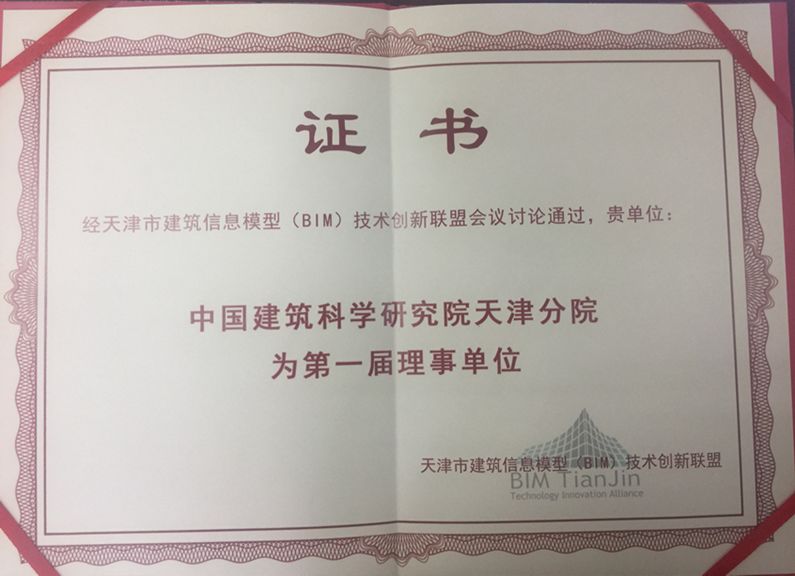 证书
经天津市建筑信息模型（BIM）技术创新联盟会议讨论通过，贵单位：
中国建筑科学研究院天津分院
为第一届理事单位
天津市建筑信息模型（BIM）技术创新联盟
BIM TianJin
Technology Innovation Alliance